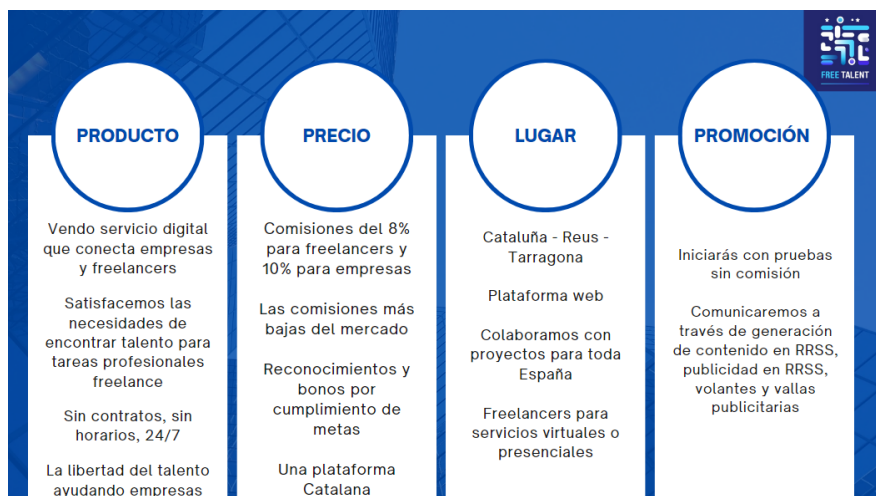 FREE TALENT
PRODUCTO
Vendo servicio digital
que conecta empresas
y freelancers
Satisfacemos las
necesidades de
encontrar talento para
tareas profesionales
freelance
Sin contratos, sin
horarios, 24/7
La libertad del talento
ayudando empresas
PRECIO
Comisiones del 8%
para freelancers y
10% para empresas
Las comisiones más
bajas del mercado
Reconocimientos y
bonos por
cumplimiento de
metas
Una plataforma
Catalana
LUGAR
Cataluña - Reus -
Tarragona
Plataforma web
Colaboramos con
proyectos para toda
España
Freelancers para
servicios virtuales o
presenciales
PROMOCIÓN
Iniciarás con pruebas
sin comisión
Comunicaremos a
través de generación
de contenido en RRSS,
publicidad en RRSS,
volantes y vallas
publicitarias